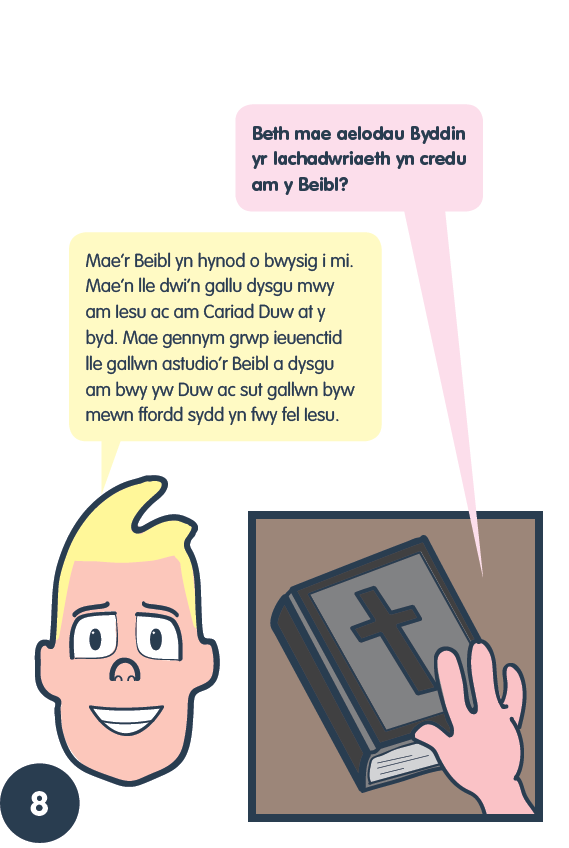 Beth mae aelodau Byddin
yr Iachadwriaeth yn credu
am y Beibl?
Mae'r Beibl yn hynod o bwysig i mi.
Mae'n lle dwi'n gallu dysgu mwy
am Iesu ac am Cariad Duw at y
byd. Mae gennym grwp ieuenctid
lle gallwn astudio'r Beibl a dysgu
am bwy yw Duw ac sut gallwn byw
mewn ffordd sydd yn fwy fel Iesu.
8